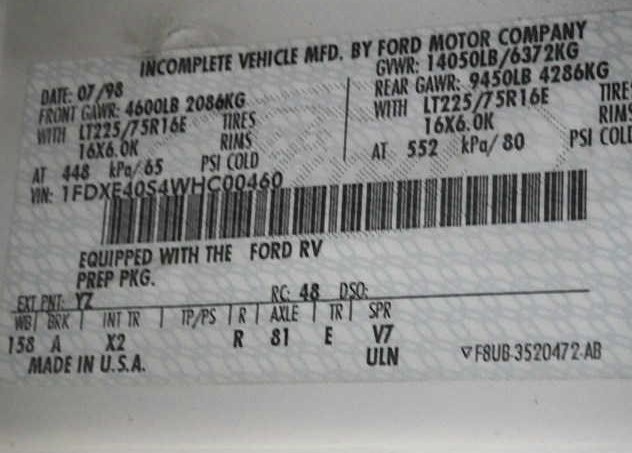 INCOMPLETE VEHICLE MFD. BY FORD MOTOR COMPANY
DATE: 07/98 GVWR: 14050LB/6372KG
FRONT GAWR: 4600LB 2086KG REAR GAWR: 9450LB 4286KG
WITH LT225/75R16E TIRES WITH LT225/75R16E TIRE
16X6.0K RIMS 16X6.0K RIMS
AT 448 kPa/65 PSI COLD AT 552 kPa/80 PSI COL
VIN: 1FDXE40S4WHC00460
EQUIPPED WITH THE FORD RV
PREP PKG.
EXT PNT: YZ RC: 48 DSO:
WB BRK INT TR TP/PS R AXLE TR SPR
158 A X2 R 81 E V7
MADE IN U.S.A. ULN ▽F8UB-3520472-AB